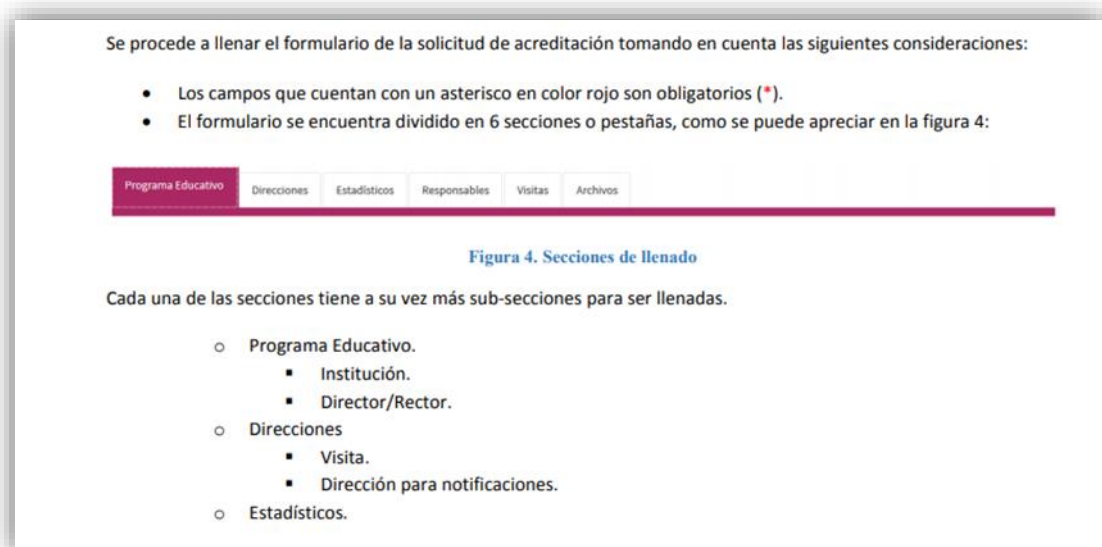 Se procede a llenar el formulario de la solicitud de acreditación tomando en cuenta las siguientes consideraciones:
• Los campos que cuentan con un asterisco en color rojo son obligatorios (*).
• El formulario se encuentra dividido en 6 secciones o pestañas, como se puede apreciar en la figura 4:
Programa Educativo Direcciones Estadísticos Responsables Visitas Archivos
Figura 4. Secciones de llenado
Cada una de las secciones tiene a su vez más sub-secciones para ser llenadas.
o Programa Educativo.
▪ Institución.
▪ Director/Rector.
o Direcciones
▪ Visita.
▪ Dirección para notificaciones.
o Estadísticos.